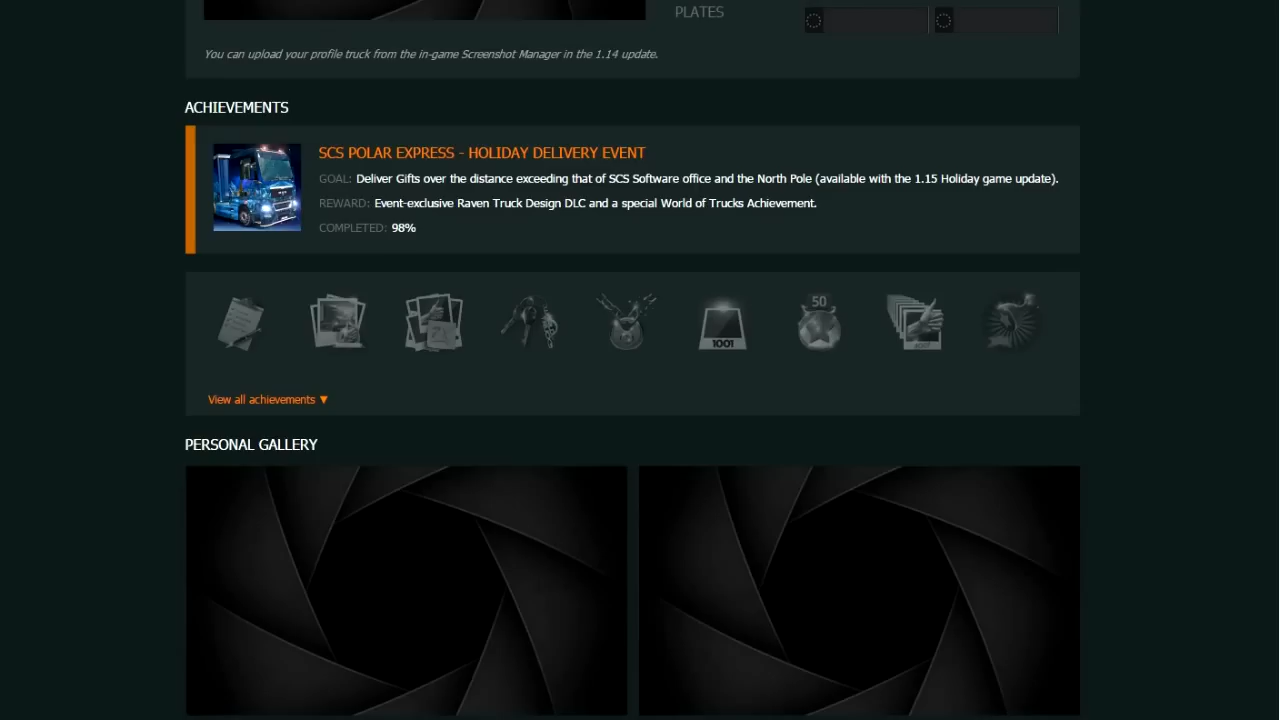 PLATES
You can upload your profile truck from the in-game Screenshot Manager in the 1.14 update.
ACHIEVEMENTS
SCS POLAR EXPRESS - HOLIDAY DELIVERY EVENT
GOAL: Deliver Gifts over the distance exceeding that of SCS Software office and the North Pole (available with the 1.15 Holiday game update).
REWARD: Event-exclusive Raven Truck Design DLC and a special World of Trucks Achievement.
COMPLETED: 98%
1001
50
View all achievements ▼
PERSONAL GALLERY